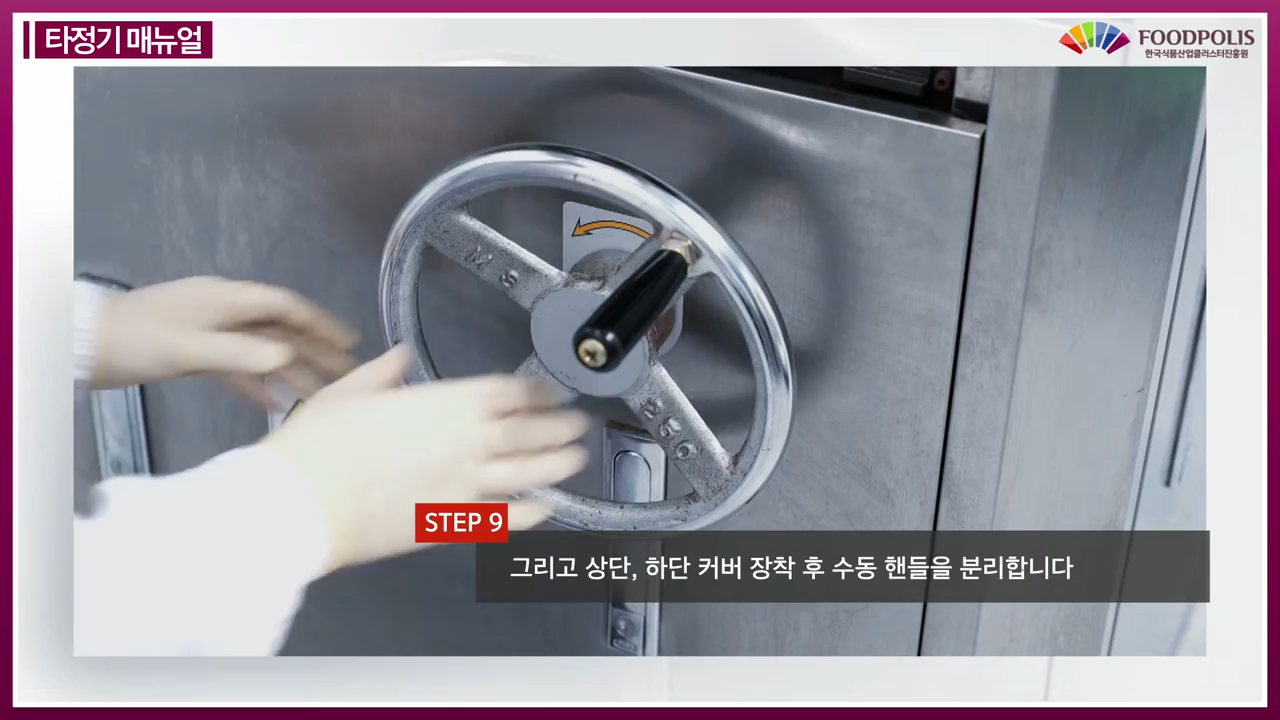 타정기 매뉴얼
FOODPOLIS
한국식품산업클러스터진흥원
M S
STEP 9
그리고 상단, 하단 커버 장착 후 수동 핸들을 분리합니다